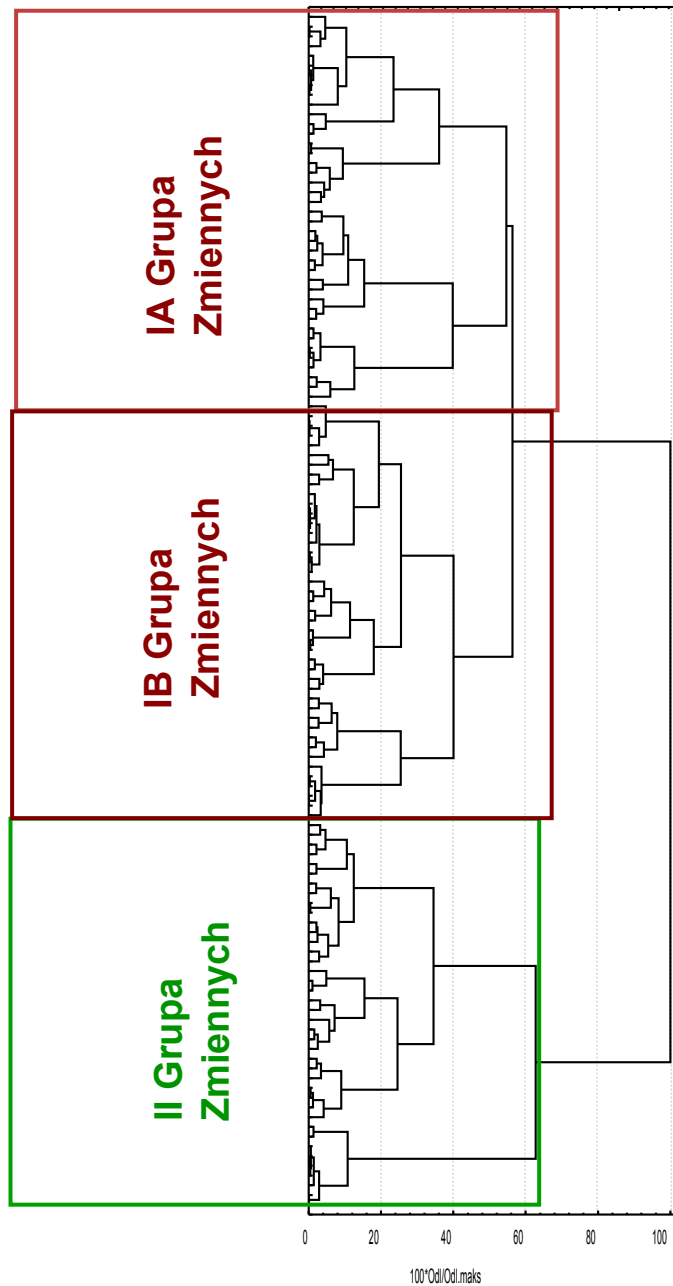 IA Grupa
Zmiennych
IB Grupa
Zmiennych
II Grupa
Zmiennych
0 20 40 60 80 100
100*Odl/Odl.maks